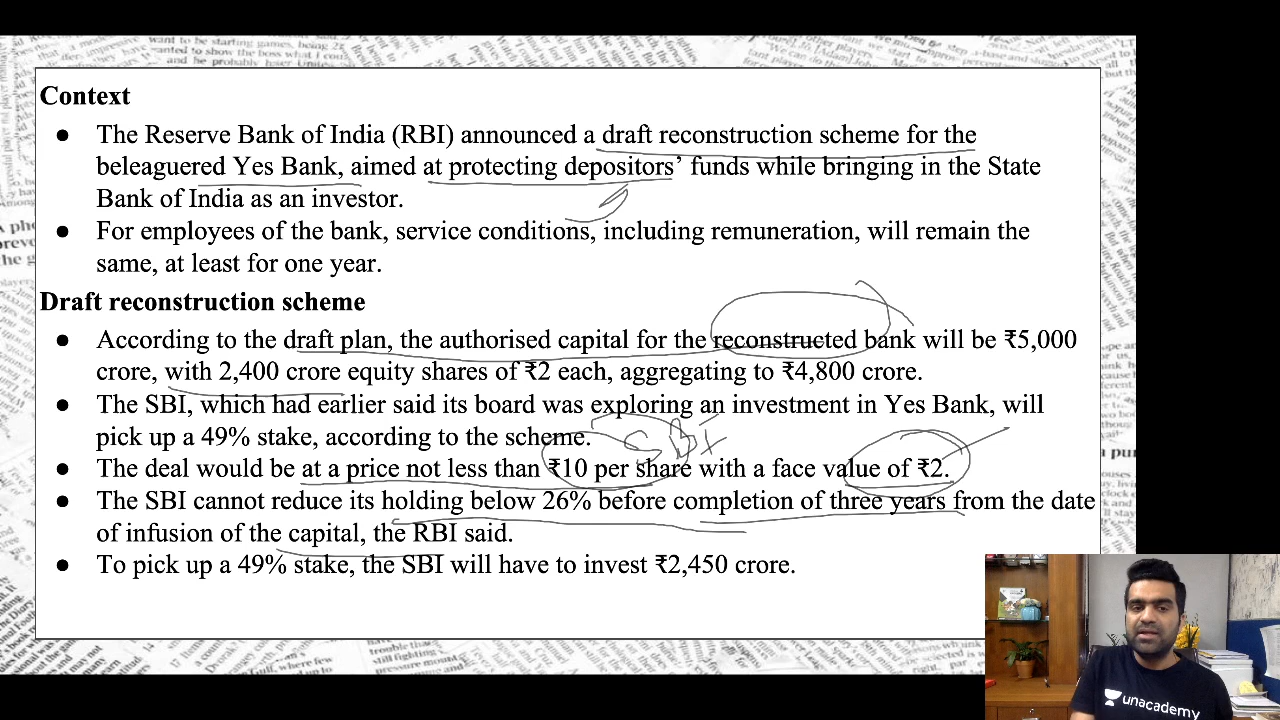 Context
● The Reserve Bank of India (RBI) announced a draft reconstruction scheme for the
beleaguered Yes Bank, aimed at protecting depositors’ funds while bringing in the State
Bank of India as an investor.
● For employees of the bank, service conditions, including remuneration, will remain the
same, at least for one year.
Draft reconstruction scheme
● According to the draft plan, the authorised capital for the reconstructed bank will be ₹5,000
crore, with 2,400 crore equity shares of ₹2 each, aggregating to ₹4,800 crore.
● The SBI, which had earlier said its board was exploring an investment in Yes Bank, will
pick up a 49% stake, according to the scheme.
SBI
● The deal would be at a price not less than ₹10 per share with a face value of ₹2.
● The SBI cannot reduce its holding below 26% before completion of three years from the date
of infusion of the capital, the RBI said.
● To pick up a 49% stake, the SBI will have to invest ₹2,450 crore.
unacademy